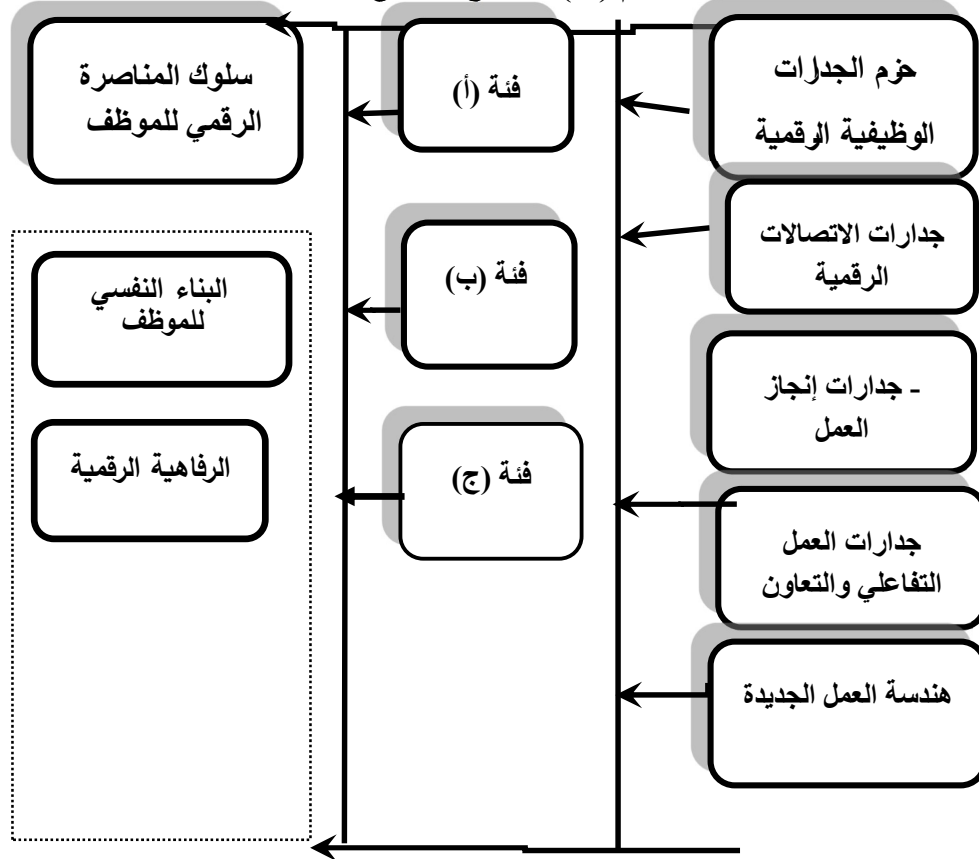 حزم الجدارات
الوظيفية الرقمية
جدارات الاتصالات
الرقمية
- جدارات إنجاز
العمل
جدارات العمل
التفاعلي والتعاون
هندسة العمل الجديدة
فئة (أ)
فئة (ب)
فئة (ج)
سلوك المناصرة
الرقمي للموظف
البناء النفسي
للموظف
الرفاهية الرقمية